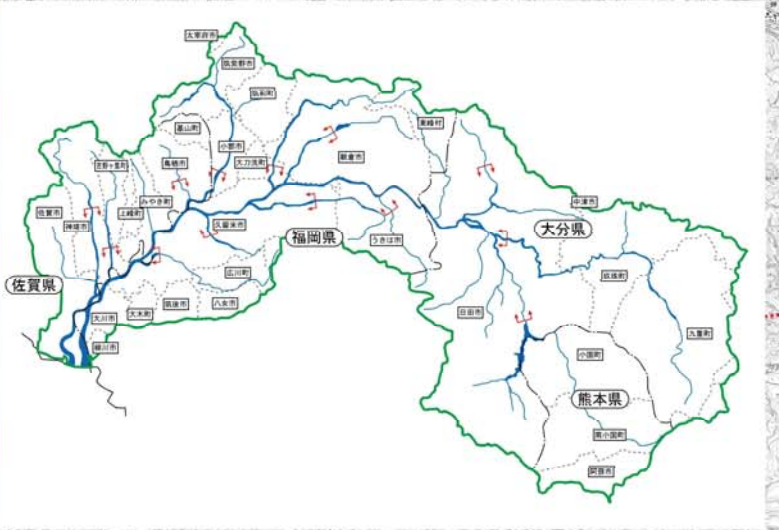 太宰府市
筑紫野市
筑前町
基山町
小郡市
東峰村
鳥栖市
大刀洗町
朝倉市
吉野ヶ里町
みやき町
中津市
佐賀市
神埼市
上峰町
久留米市
福岡県
うきは市
大分県
広川町
玖珠町
佐賀県
大川市
大木町
筑後市
八女市
日田市
九重町
柳川市
小国町
熊本県
南小国町
阿蘇市